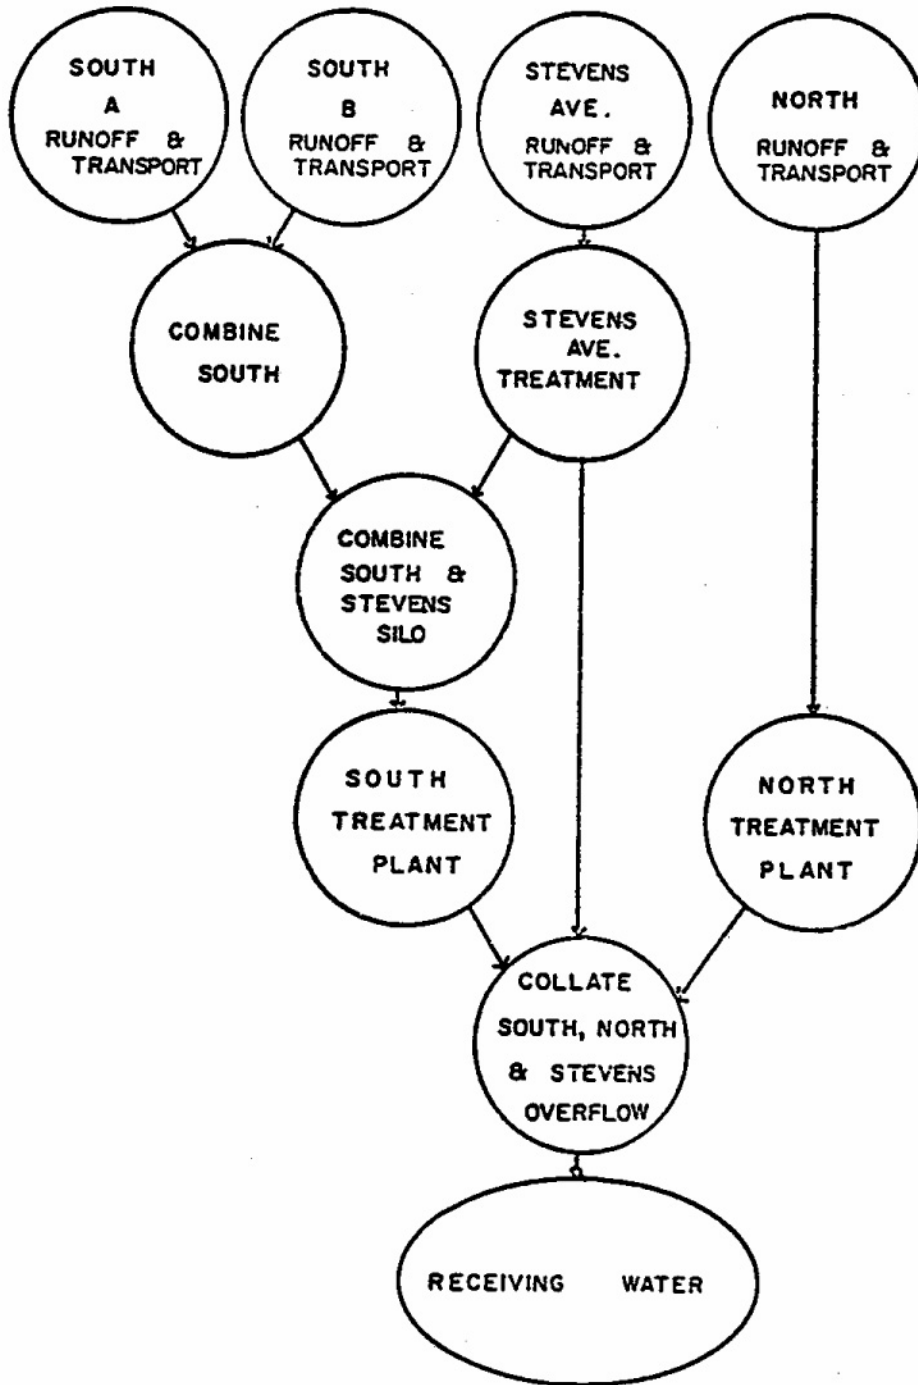 SOUTH
A
RUNOFF &
TRANSPORT
SOUTH
B
RUNOFF &
TRANSPORT
STEVENS
AVE.
RUNOFF &
TRANSPORT
NORTH
RUNOFF &
TRANSPORT
COMBINE
SOUTH
STEVENS
AVE.
TREATMENT
COMBINE
SOUTH &
STEVENS
SILO
SOUTH
TREATMENT
PLANT
NORTH
TREATMENT
PLANT
COLLATE
SOUTH, NORTH
& STEVENS
OVERFLOW
RECEIVING WATER